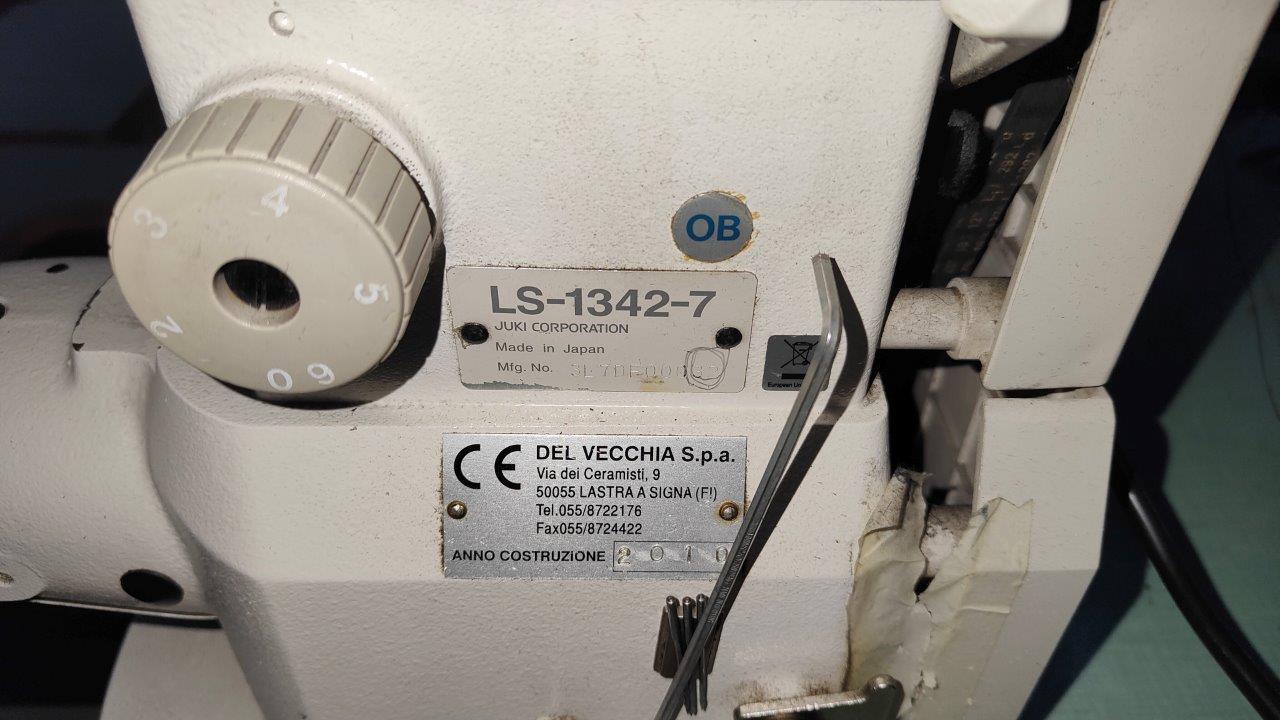 4
3
5
2
0 6
OB
LS-1342-7
JUKI CORPORATION
Made in Japan
Mfg. No.
CE
DEL VECCHIA S.p.a.
Via dei Ceramisti, 9
50055 LASTRA A SIGNA (FI)
Tel.055/8722176
Fax055/8724422
ANNO COSTRUZIONE 2010